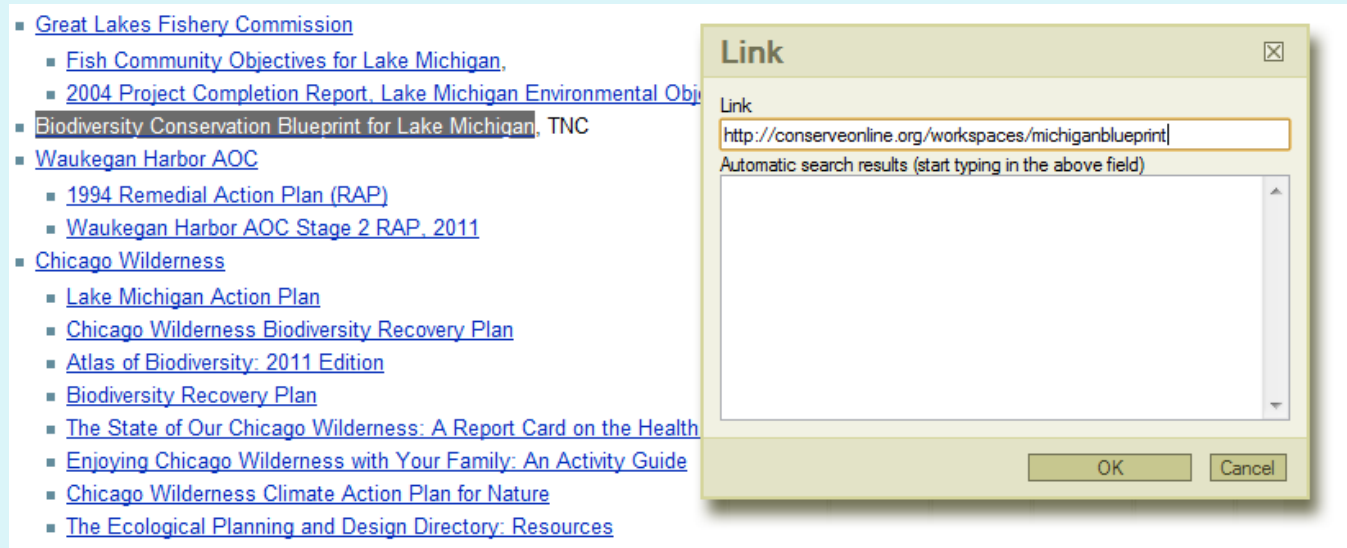 Great Lakes Fishery Commission
Fish Community Objectives for Lake Michigan,
2004 Project Completion Report, Lake Michigan Environmental
Biodiversity Conservation Blueprint for Lake Michigan, TNC
Waukegan Harbor AOC
1994 Remedial Action Plan (RAP)
Waukegan Harbor AOC Stage 2 RAP, 2011
Chicago Wilderness
Lake Michigan Action Plan
Chicago Wilderness Biodiversity Recovery Plan
Atlas of Biodiversity: 2011 Edition
Biodiversity Recovery Plan
The State of Our Chicago Wilderness: A Report Card on the Health
Enjoying Chicago Wilderness with Your Family: An Activity Guide
Chicago Wilderness Climate Action Plan for Nature
The Ecological Planning and Design Directory: Resources
Link
Link
http://conserveonline.org/workspaces/michiganblueprint
Automatic search results (start typing in the above field)
OK Cancel